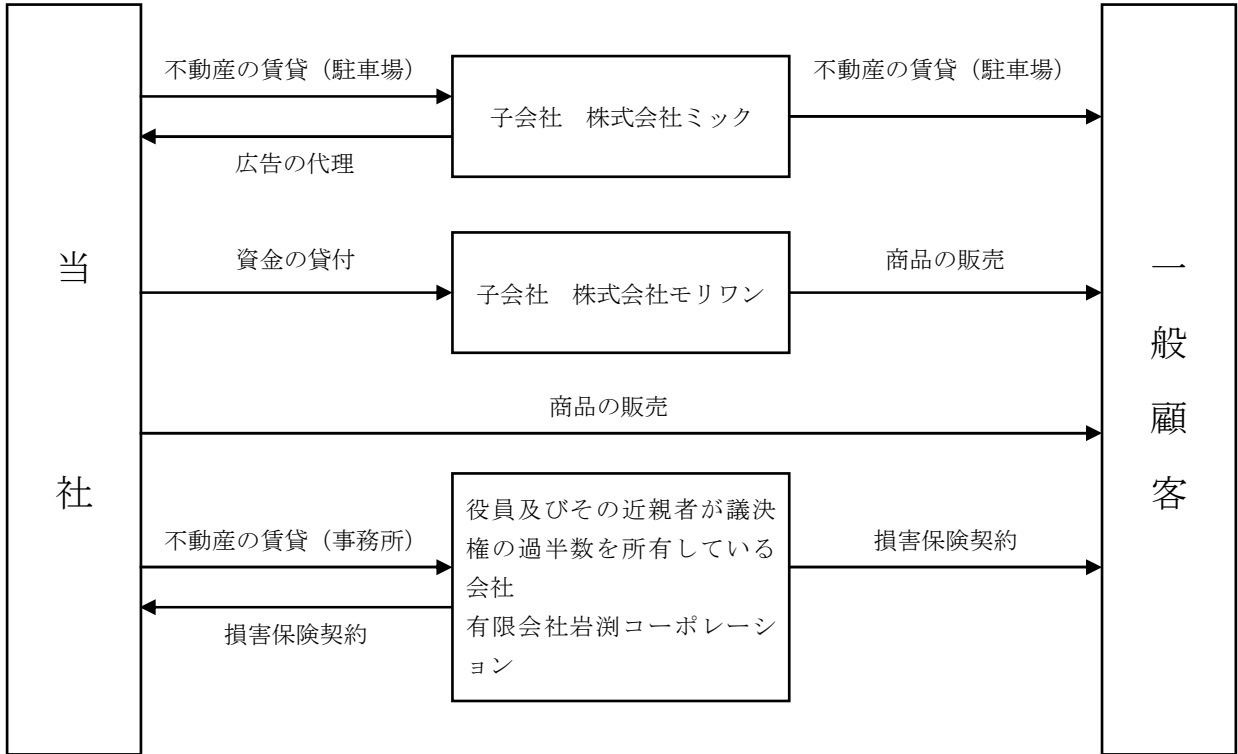 不動産の賃貸（駐車場）
子会社　株式会社ミック
不動産の賃貸（駐車場）
広告の代理
当社
資金の貸付
子会社　株式会社モリワン
商品の販売
一般顧客
商品の販売
不動産の賃貸（事務所）
役員及びその近親者が議決
権の過半数を所有している
会社
有限会社岩渕コーポレーシ
ョン
損害保険契約
損害保険契約